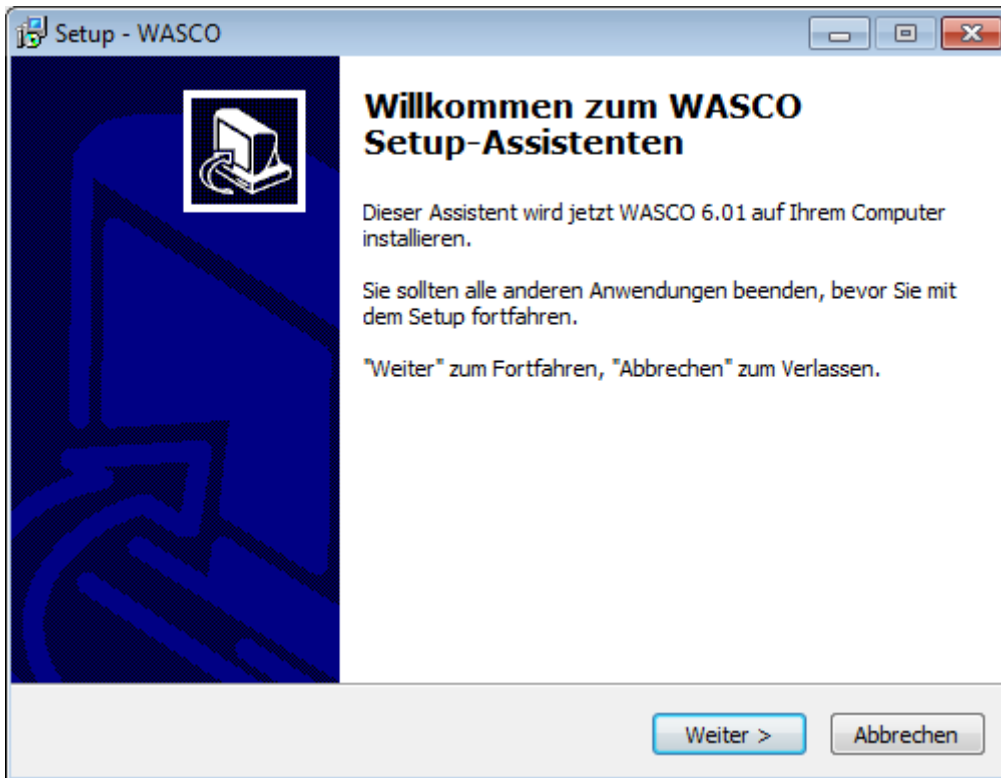 Setup - WASCO
Willkommen zum WASCO
Setup-Assistenten
Dieser Assistent wird jetzt WASCO 6.01 auf Ihrem Computer
installieren.
Sie sollten alle anderen Anwendungen beenden, bevor Sie mit
dem Setup fortfahren.
"Weiter" zum Fortfahren, "Abbrechen" zum Verlassen.
Weiter >
Abbrechen